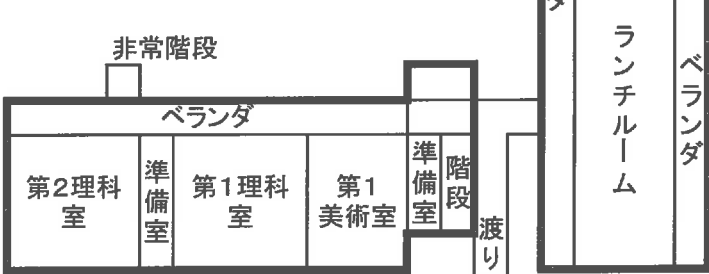 非常階段
ベランダ
第2理科
室
準備室
第1理科
室
第1
美術室
準備室
階段
渡り
ダ
ランチルーム
ベランダ